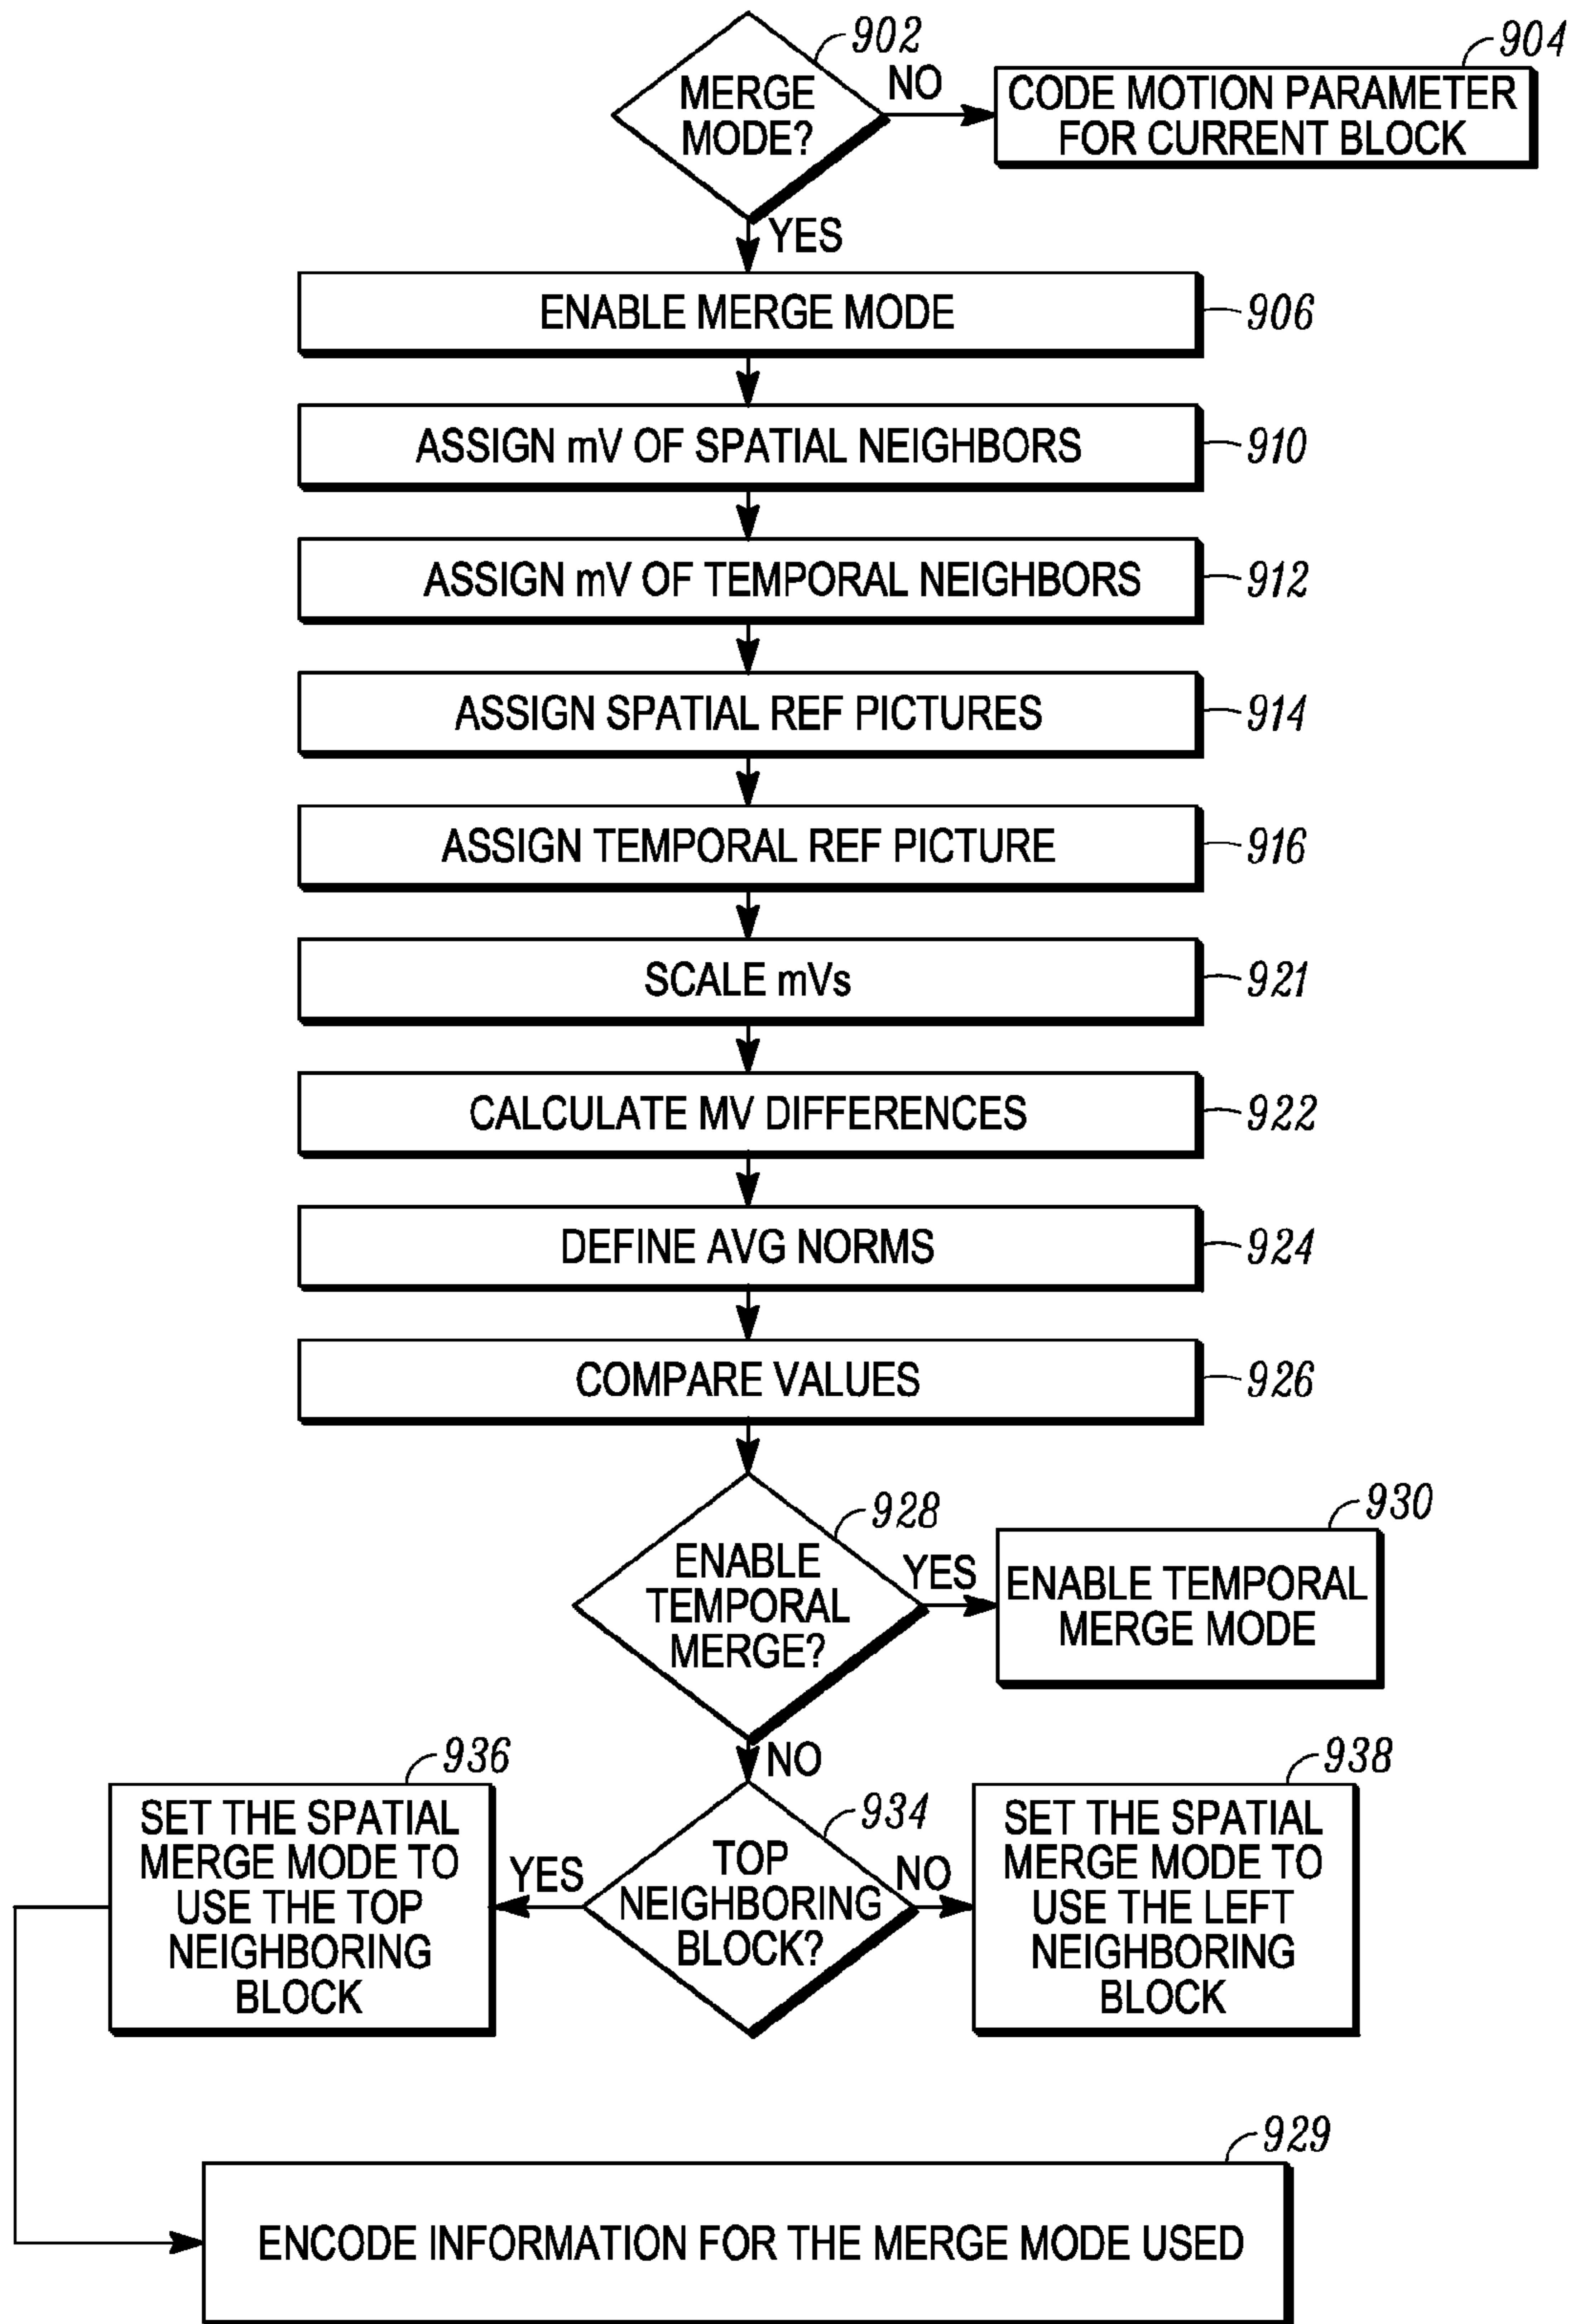 902
904
MERGE
MODE?
NO
CODE MOTION PARAMETER
FOR CURRENT BLOCK
YES
ENABLE MERGE MODE
906
ASSIGN mV OF SPATIAL NEIGHBORS
910
ASSIGN mV OF TEMPORAL NEIGHBORS
912
ASSIGN SPATIAL REF PICTURES
914
ASSIGN TEMPORAL REF PICTURE
916
SCALE mVs
921
CALCULATE MV DIFFERENCES
922
DEFINE AVG NORMS
924
COMPARE VALUES
926
928
930
ENABLE
TEMPORAL
MERGE?
YES
ENABLE TEMPORAL
MERGE MODE
NO
936
934
938
SET THE SPATIAL
MERGE MODE TO
USE THE TOP
NEIGHBORING
BLOCK
YES
TOP
NEIGHBORING
BLOCK?
NO
SET THE SPATIAL
MERGE MODE TO
USE THE LEFT
NEIGHBORING
BLOCK
929
ENCODE INFORMATION FOR THE MERGE MODE USED